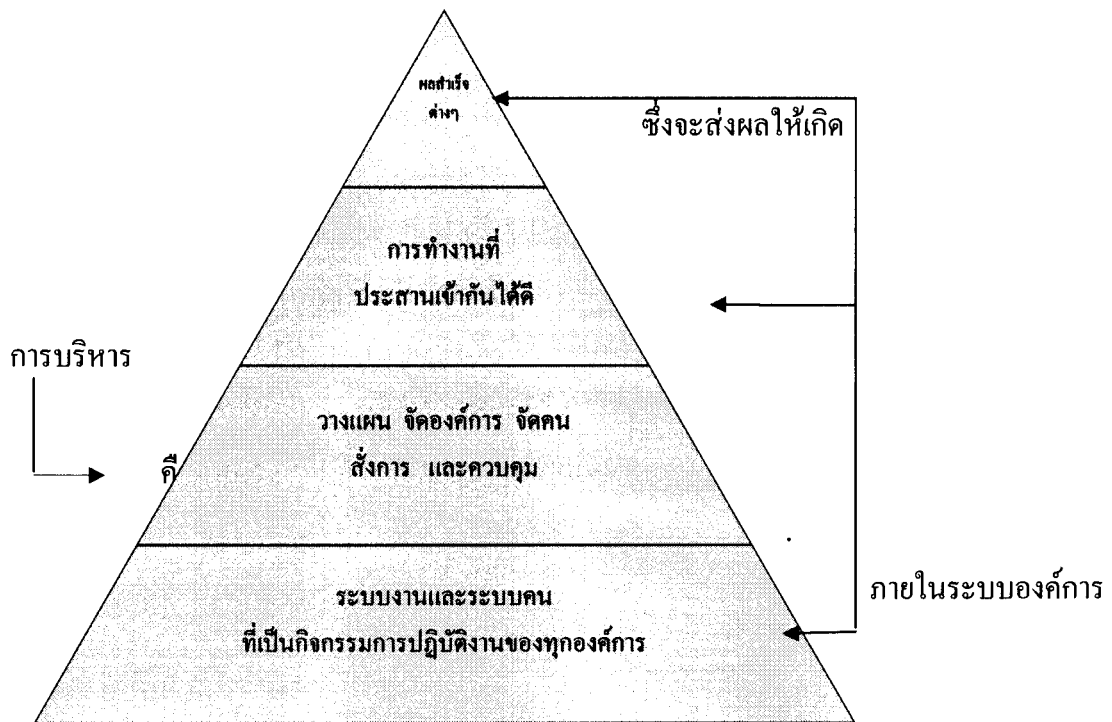 ผลสำเร็จ
ต่างๆ
ซึ่งจะส่งผลให้เกิด
การทำงานที่
ประสานเข้ากันได้ดี
การบริหาร
วางแผน จัดองค์การ จัดคน
สั่งการ และควบคุม
คื
ภายในระบบองค์การ
ระบบงานและระบบคน
ที่เป็นกิจกรรมการปฏิบัติงานของทุกองค์การ